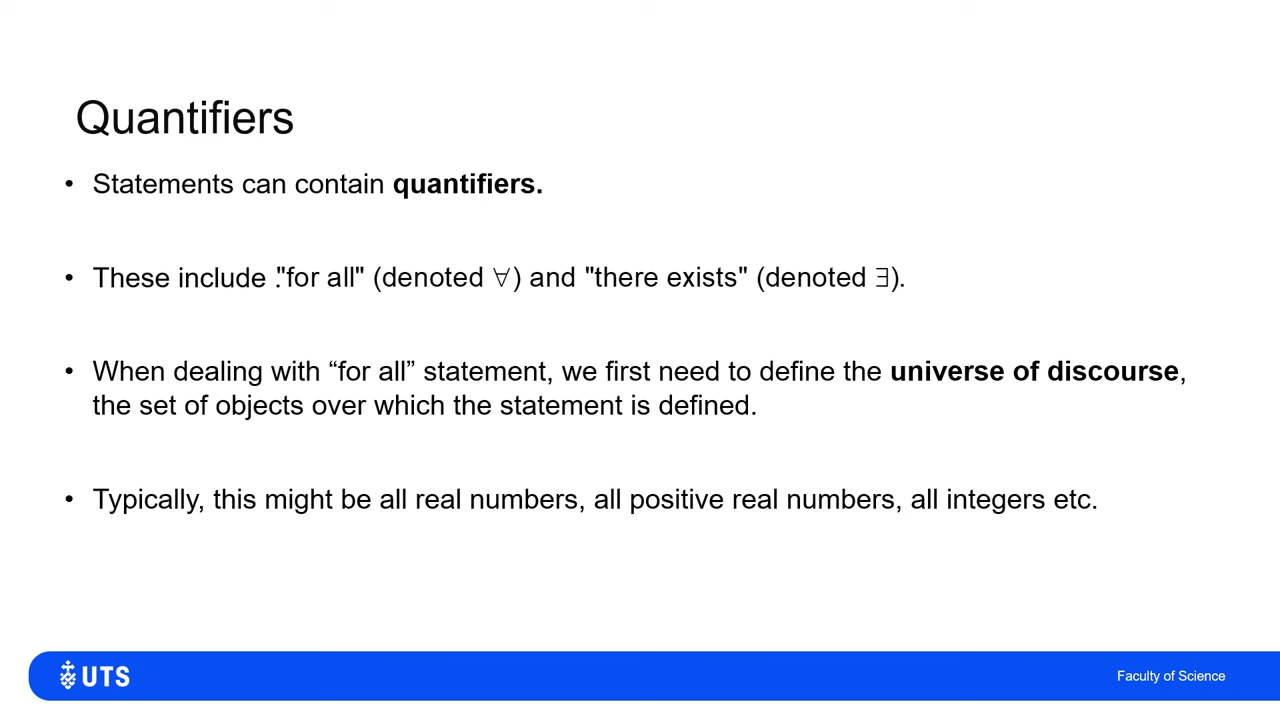 Quantifiers
• Statements can contain quantifiers.
• These include ."for all" (denoted ∀) and "there exists" (denoted ∃).
• When dealing with “for all” statement, we first need to define the universe of discourse,
the set of objects over which the statement is defined.
• Typically, this might be all real numbers, all positive real numbers, all integers etc.
UTS
Faculty of Science